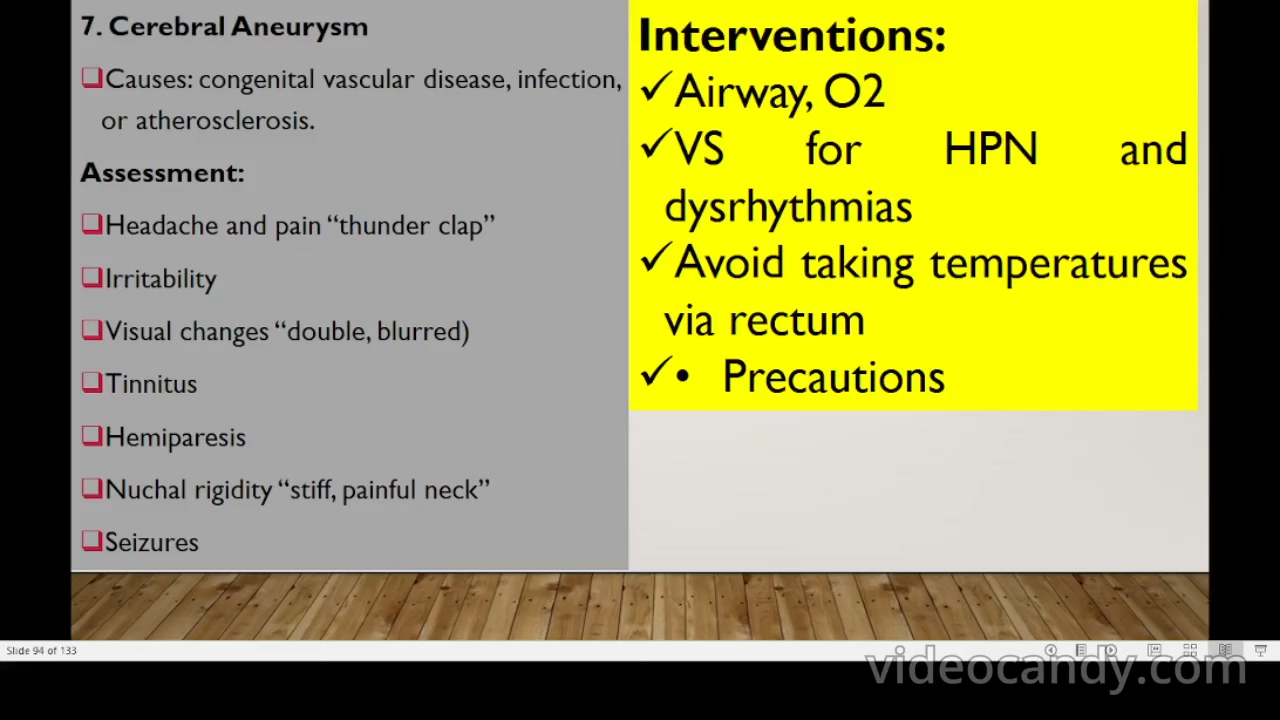 7. Cerebral Aneurysm
❑Causes: congenital vascular disease, infection,
or atherosclerosis.
Assessment:
❑Headache and pain “thunder clap”
❑Irritability
❑Visual changes “double, blurred)
❑Tinnitus
❑Hemiparesis
❑Nuchal rigidity “stiff, painful neck”
❑Seizures
Interventions:
✓Airway, O2
✓VS for HPN and
dysrhythmias
✓Avoid taking temperatures
via rectum
✓• Precautions
Slide 94 of 133
videocandy.com